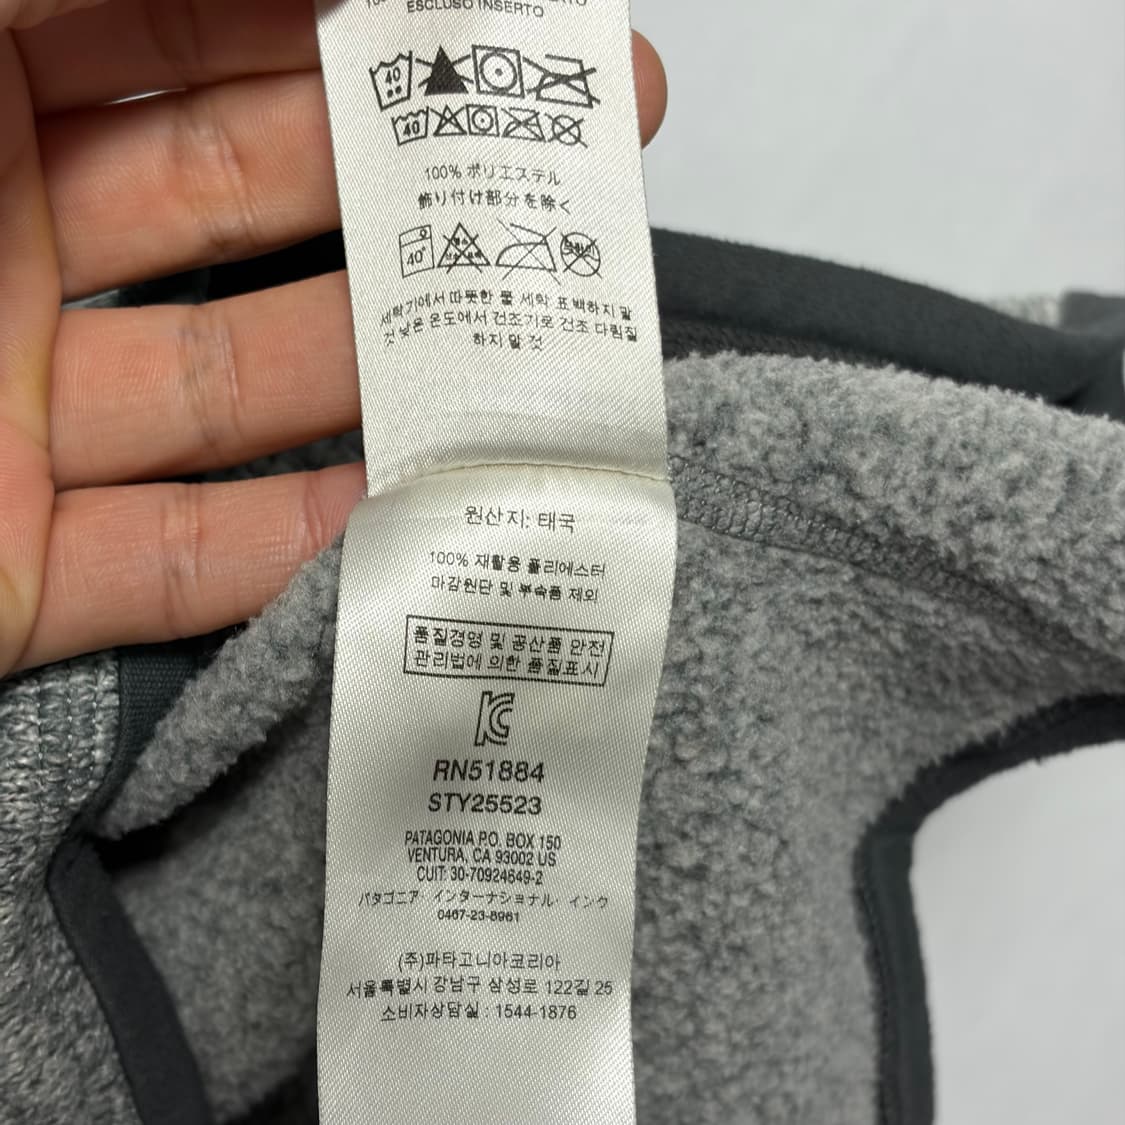 ESCLUSO INSERTO
40
40
100% ポリエステル
飾り付け部分を除く
40°
세탁기에서 따뜻한 물 세탁 표백하지 말
것 낮은 온도에서 건조기로 건조 다림질
하지 말 것
원산지: 태국
100% 재활용 폴리에스터
마감원단 및 부속품 제외
품질경영 및 공산품 안전
관리법에 의한 품질표시
RN51884
STY25523
PATAGONIA P.O. BOX 150
VENTURA, CA 93002 US
CUIT: 30-70924649-2
パタゴニア・インターナショナル・インク
0467-23-8961
(주)파타고니아코리아
서울특별시 강남구 삼성로 122길 25
소비자상담실 : 1544-1876